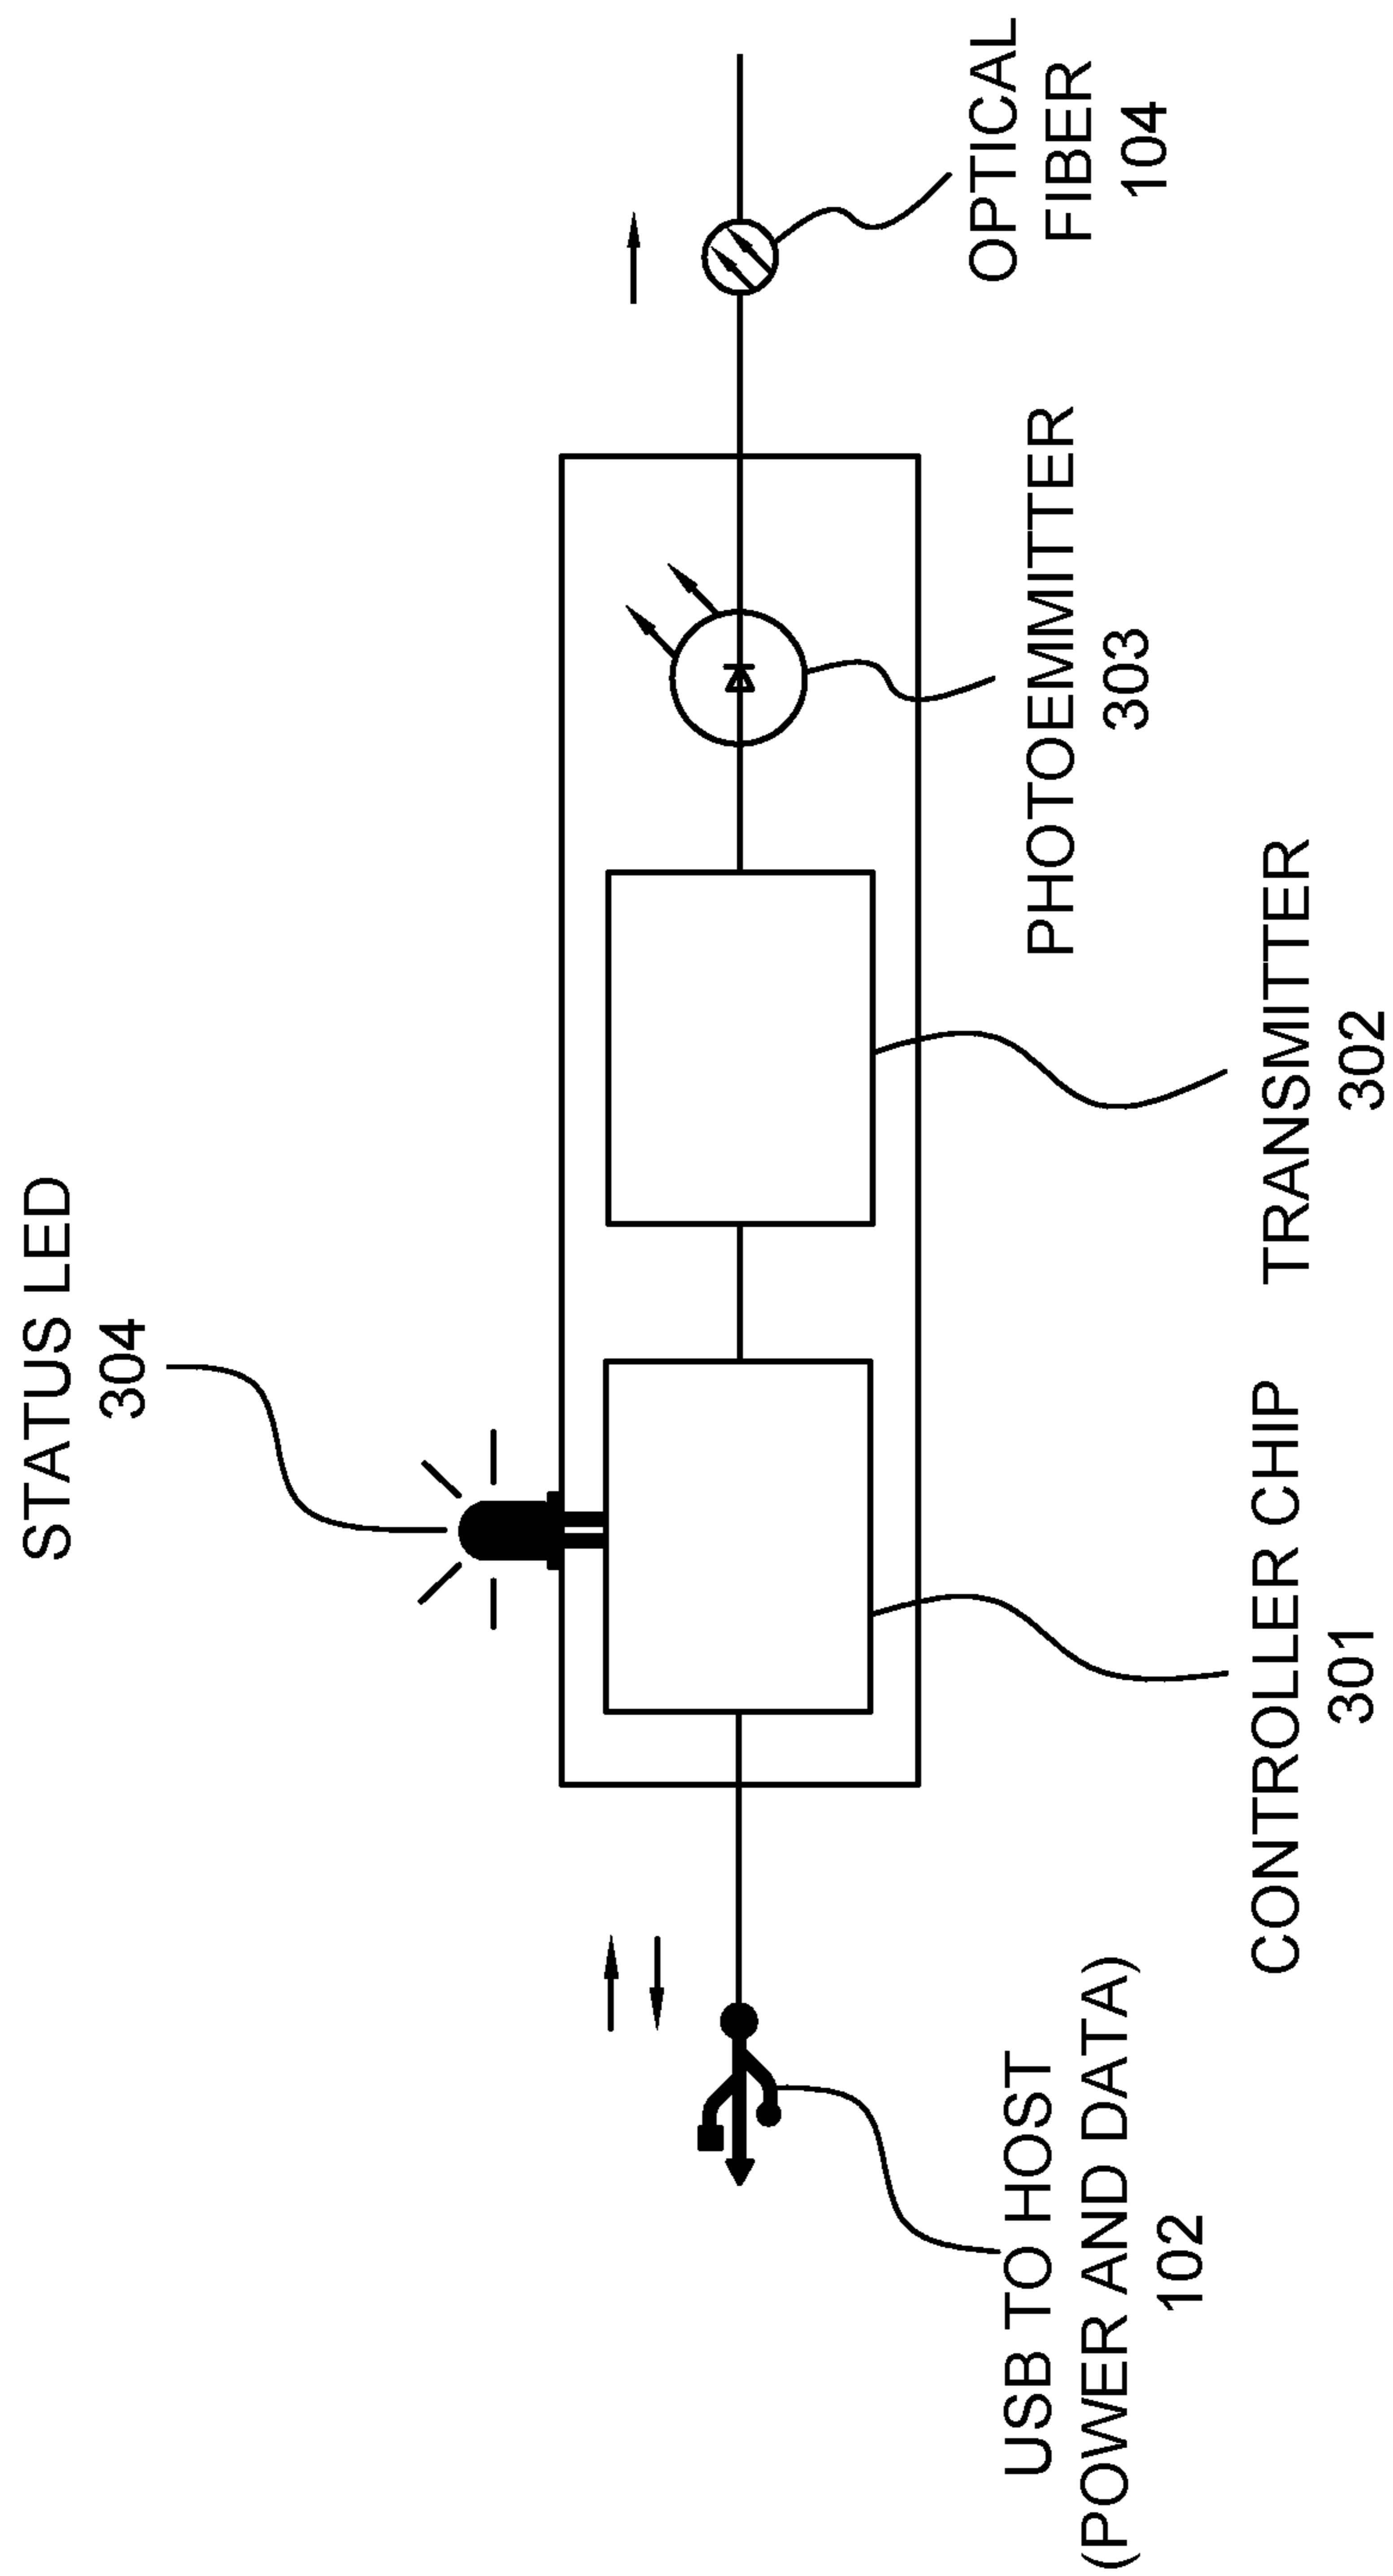 STATUS LED
304
OPTICAL
FIBER
104
PHOTOEMMITTER
303
TRANSMITTER
302
CONTROLLER CHIP
301
USB TO HOST
(POWER AND DATA)
102